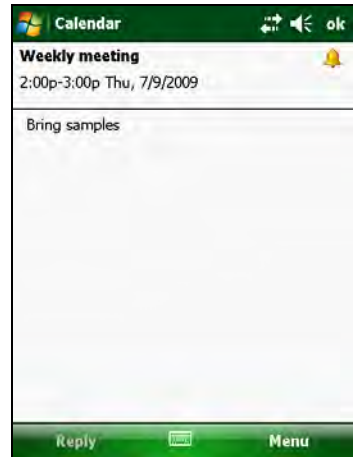 Calendar
ok
Weekly meeting
2:00p-3:00p Thu, 7/9/2009
Bring samples
Reply
Menu